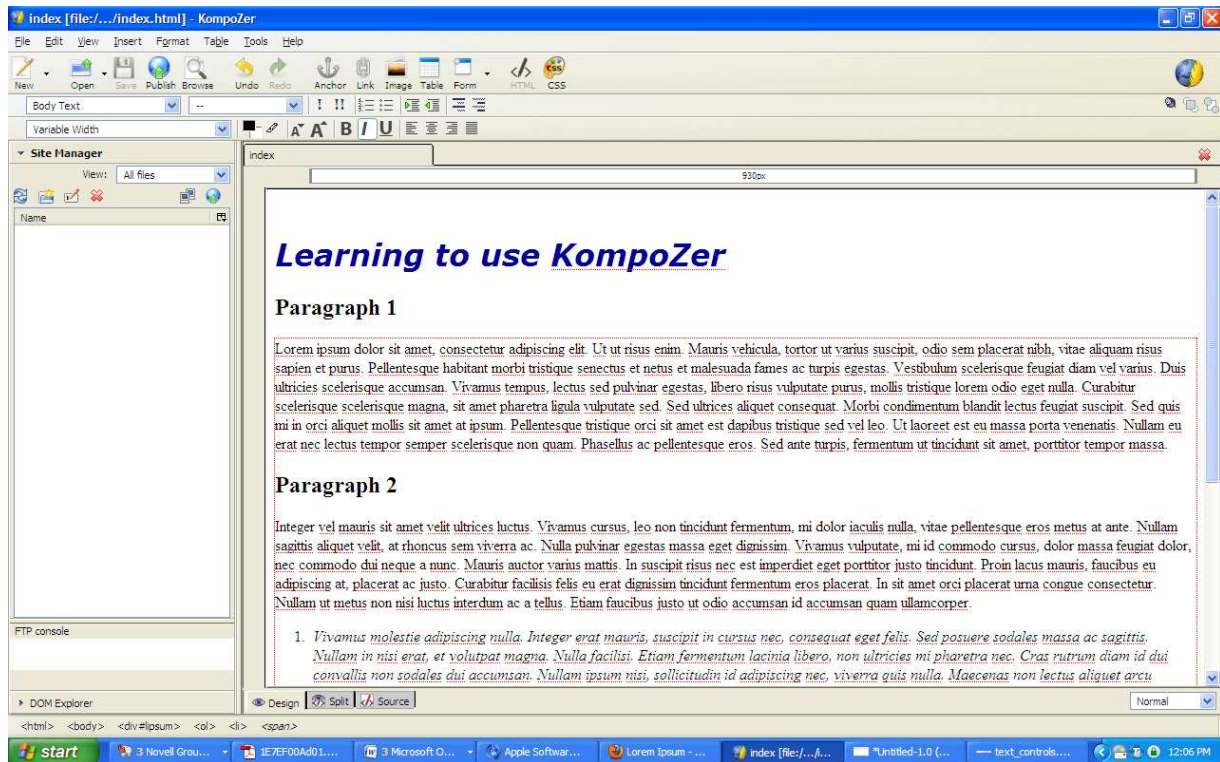 index [file:/.../index.html] - KompoZer
File Edit View Insert Format Table Tools Help
New Open Save Publish Browse Undo Redo Anchor Link Image Table Form HTML CSS
CSS
Body Text --
Variable Width B I U
Site Manager
View: All files
Name
FTP console
DOM Explorer
index
930px
Learning to use KompoZer
Paragraph 1
Lorem ipsum dolor sit amet, consectetur adipiscing elit. Ut ut risus enim. Mauris vehicula, tortor ut varius suscipit, odio sem placerat nibh, vitae aliquam risus
sapien et purus. Pellentesque habitant morbi tristique senectus et netus et malesuada fames ac turpis egestas. Vestibulum scelerisque feugiat diam vel varius. Duis
ultricies scelerisque accumsan. Vivamus tempus, lectus sed pulvinar egestas, libero risus vulputate purus, mollis tristique lorem odio eget nulla. Curabitur
scelerisque scelerisque magna, sit amet pharetra ligula vulputate sed. Sed ultrices aliquet consequat. Morbi condimentum blandit lectus feugiat suscipit. Sed quis
mi in orci aliquet mollis sit amet at ipsum. Pellentesque tristique orci sit amet est dapibus tristique sed vel leo. Ut laoreet est eu massa porta venenatis. Nullam eu
erat nec lectus tempor semper scelerisque non quam. Phasellus ac pellentesque eros. Sed ante turpis, fermentum ut tincidunt sit amet, porttitor tempor massa.
Paragraph 2
Integer vel mauris sit amet velit ultrices luctus. Vivamus cursus, leo non tincidunt fermentum, mi dolor iaculis nulla, vitae pellentesque eros metus at ante. Nullam
sagittis aliquet velit, at rhoncus sem viverra ac. Nulla pulvinar egestas massa eget dignissim. Vivamus vulputate, mi id commodo cursus, dolor massa feugiat dolor,
nec commodo dui neque a nunc. Mauris auctor varius mattis. In suscipit risus nec est imperdiet eget porttitor justo tincidunt. Proin lacus mauris, faucibus eu
adipiscing at, placerat ac justo. Curabitur facilisis felis eu erat dignissim tincidunt fermentum eros placerat. In sit amet orci placerat urna congue consectetur.
Nullam ut metus non nisi luctus interdum ac a tellus. Etiam faucibus justo ut odio accumsan id accumsan quam ullamcorper.
1. Vivamus molestie adipiscing nulla. Integer erat mauris, suscipit in cursus nec, consequat eget felis. Sed posuere sodales massa ac sagittis.
Nullam in nisi erat, et volutpat magna. Nulla facilisi. Etiam fermentum lacinia libero, non ultricies mi pharetra nec. Cras rutrum diam id dui
convallis non sodales dui accumsan. Nullam ipsum nisi, sollicitudin id adipiscing nec, viverra quis nulla. Maecenas non lectus aliquet arcu
Design Split Source Normal
<html> <body> <div#lipsum> <ol> <li> <span>
start 3 Novell Grou... 1E7EF00Ad01.... 3 Microsoft O... Apple Softwar... Lorem Ipsum - ... index [file:/.../i... *Untitled-1.0 (... text_controls.... 12:06 PM